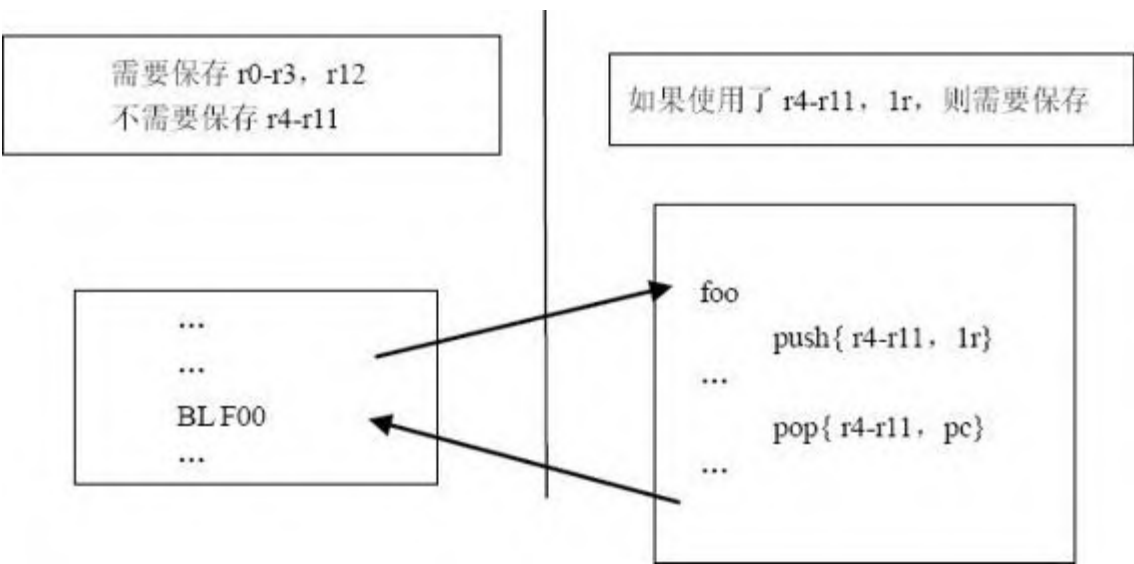 需要保存 r0-r3，r12
不需要保存 r4-r11
如果使用了 r4-r11，1r，则需要保存
...
...
BL F00
...
foo
push{ r4-r11，1r}
...
pop{ r4-r11，pc}
...